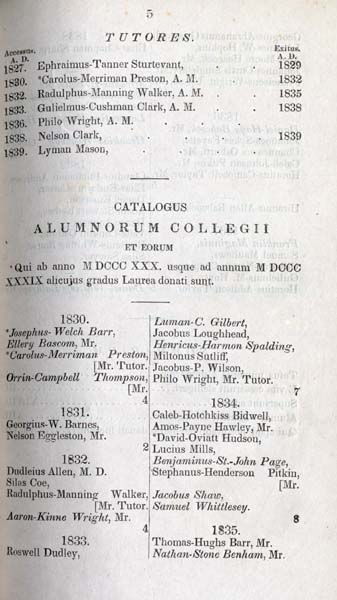 5
TUTORES.
Accessus. Exitus.
A. D. A. D.
1827. Ephraimus-Tanner Sturtevant, . . 1829
1830. *Carolus-Merriman Preston, A. M. . 1832
1832. Radulphus-Manning Walker, A. M. . . 1835
1833. Gulielmus-Cushman Clark, A. M. . . 1838
1836. Philo Wright, A. M. . . . .
1838. Nelson Clark, . . . . 1839
1839. Lyman Mason, . . . .
CATALOGUS
ALUMNORUM COLLEGII
ET EORUM
Qui ab anno M DCCC XXX. usque ad annum M DCCC
XXXIX alicujus gradus Laurea donati sunt.
1830.
*Josephus-Welch Barr,
Ellery Bascom, Mr.
*Carolus-Merriman Preston,
[Mr. Tutor.
Orrin-Campbell Thompson,
[Mr.
4
1831.
Georgius-W. Barnes,
Nelson Eggleston, Mr.
2
1832.
Dudleius Allen, M. D.
Silas Coe,
Radulphus-Manning Walker,
[Mr. Tutor.
Aaron-Kinne Wright, Mr.
4
1833.
Roswell Dudley,
Luman-C. Gilbert,
Jacobus Loughhead,
Henricus-Harmon Spalding,
Miltonus Sutliff,
Jacobus-P. Wilson,
Philo Wright, Mr. Tutor.
7
1834.
Caleb-Hotchkiss Bidwell,
Amos-Payne Hawley, Mr.
*David-Oviatt Hudson,
Lucius Mills,
Benjaminus-St.-John Page,
Stephanus-Henderson Pitkin,
[Mr.
Jacobus Shaw,
Samuel Whittlesey.
8
1835.
Thomas-Hughs Barr, Mr.
Nathan-Stone Benham, Mr.